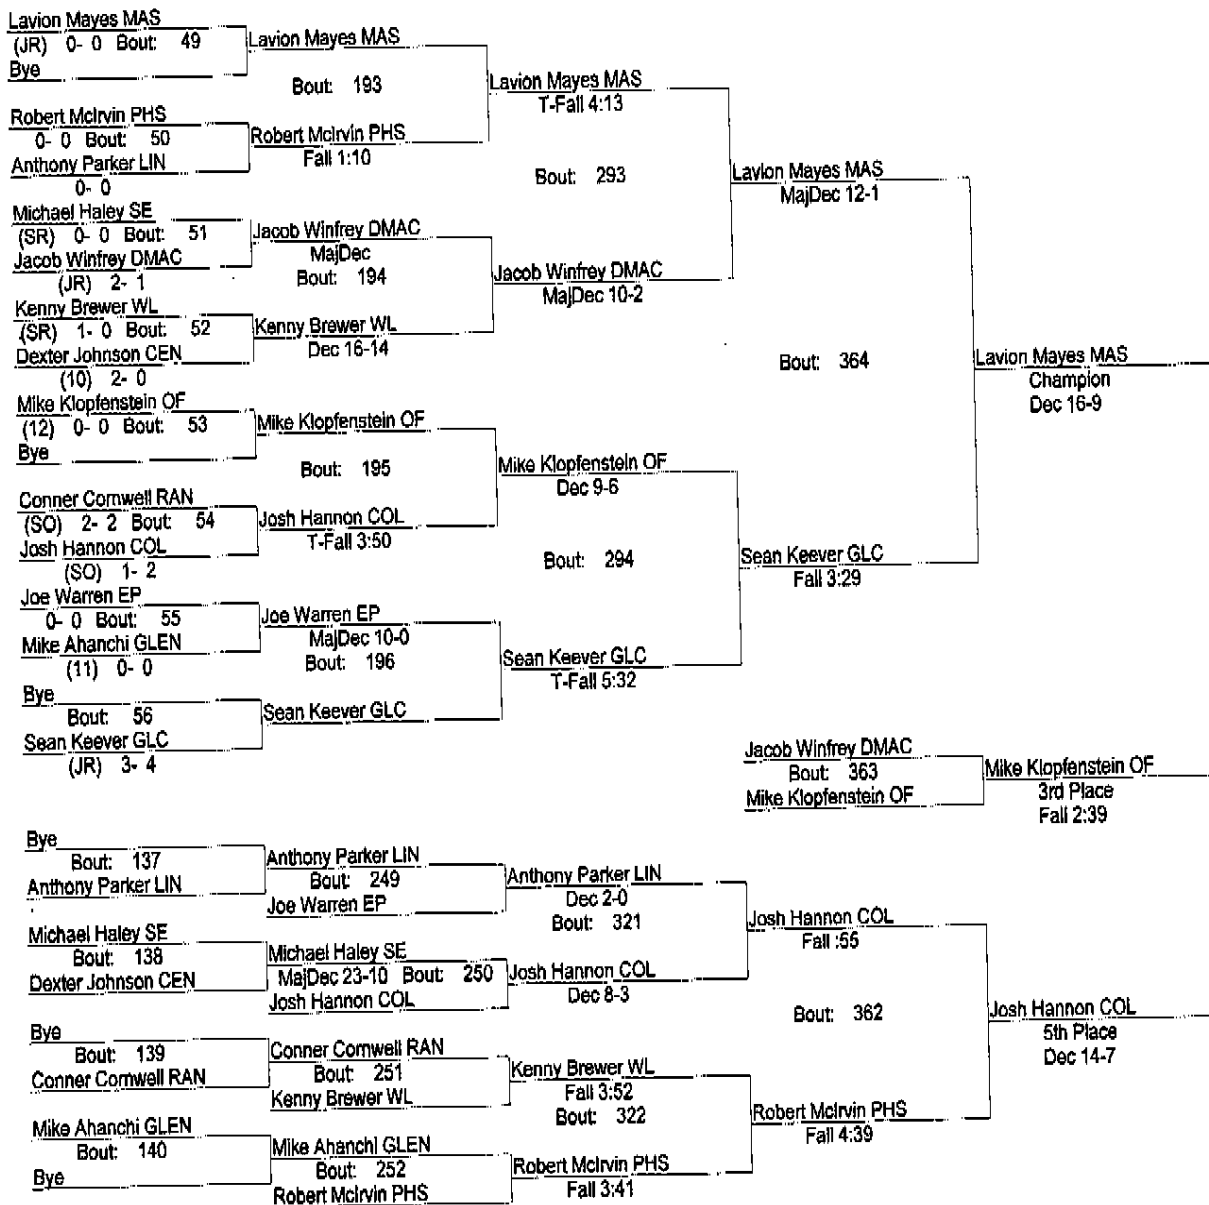 Lavion Mayes MAS
(JR) 0- 0 Bout: 49
Lavion Mayes MAS
Bye
Bout: 193
Lavion Mayes MAS
T-Fall 4:13
Robert McIrvin PHS
0- 0 Bout: 50
Robert McIrvin PHS
Anthony Parker LIN
Fall 1:10
0- 0
Bout: 293
Lavion Mayes MAS
MajDec 12-1
Michael Haley SE
(SR) 0- 0 Bout: 51
Jacob Winfrey DMAC
Jacob Winfrey DMAC
MajDec
(JR) 2- 1
Bout: 194
Jacob Winfrey DMAC
MajDec 10-2
Kenny Brewer WL
(SR) 1- 0 Bout: 52
Kenny Brewer WL
Dexter Johnson CEN
Dec 16-14
(10) 2- 0
Bout: 364
Lavion Mayes MAS
Champion
Dec 16-9
Mike Klopfenstein OF
(12) 0- 0 Bout: 53
Mike Klopfenstein OF
Bye
Bout: 195
Mike Klopfenstein OF
Dec 9-6
Conner Cornwell RAN
(SO) 2- 2 Bout: 54
Josh Hannon COL
Josh Hannon COL
T-Fall 3:50
(SO) 1- 2
Bout: 294
Sean Keever GLC
Fall 3:29
Joe Warren EP
0- 0 Bout: 55
Joe Warren EP
Mike Ahanchi GLEN
MajDec 10-0
(11) 0- 0
Bout: 196
Sean Keever GLC
T-Fall 5:32
Bye
Bout: 56
Sean Keever GLC
Sean Keever GLC
(JR) 3- 4
Jacob Winfrey DMAC
Bout: 363
Mike Klopfenstein OF
Mike Klopfenstein OF
3rd Place
Fall 2:39
Bye
Bout: 137
Anthony Parker LIN
Anthony Parker LIN
Bout: 249
Anthony Parker LIN
Joe Warren EP
Dec 2-0
Bout: 321
Josh Hannon COL
Fall :55
Michael Haley SE
Bout: 138
Michael Haley SE
Dexter Johnson CEN
MajDec 23-10 Bout: 250
Josh Hannon COL
Josh Hannon COL
Dec 8-3
Bout: 362
Josh Hannon COL
5th Place
Dec 14-7
Bye
Bout: 139
Conner Cornwell RAN
Conner Cornwell RAN
Bout: 251
Kenny Brewer WL
Kenny Brewer WL
Fall 3:52
Bout: 322
Robert McIrvin PHS
Fall 4:39
Mike Ahanchi GLEN
Bout: 140
Mike Ahanchi GLEN
Bye
Bout: 252
Robert McIrvin PHS
Robert McIrvin PHS
Fall 3:41